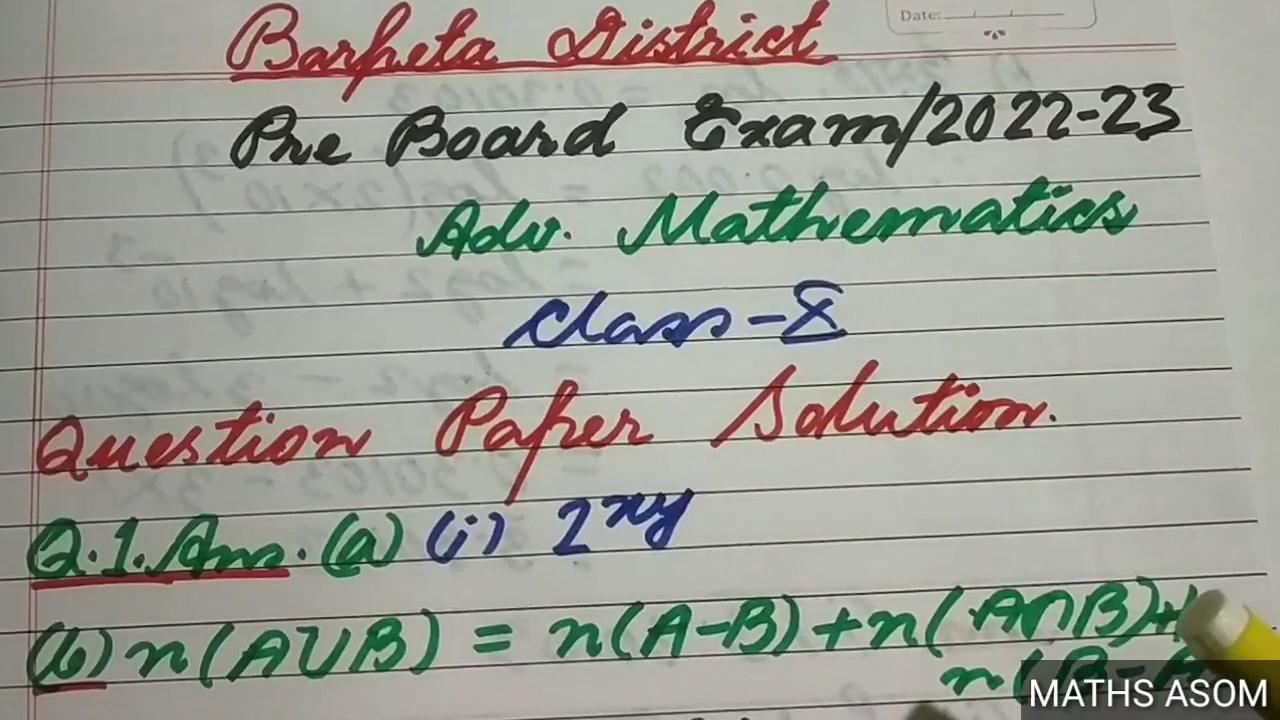 Date:
Barpeta District
Pre Board Exam/2022-23
Adv. Mathematics
Class-X
Question Paper Solution.
Q.1.Ans. (a) (i) 2^xy
(b) n(A∪B) = n(A-B)+n(A∩B)+
n(B-A
MATHS ASOM